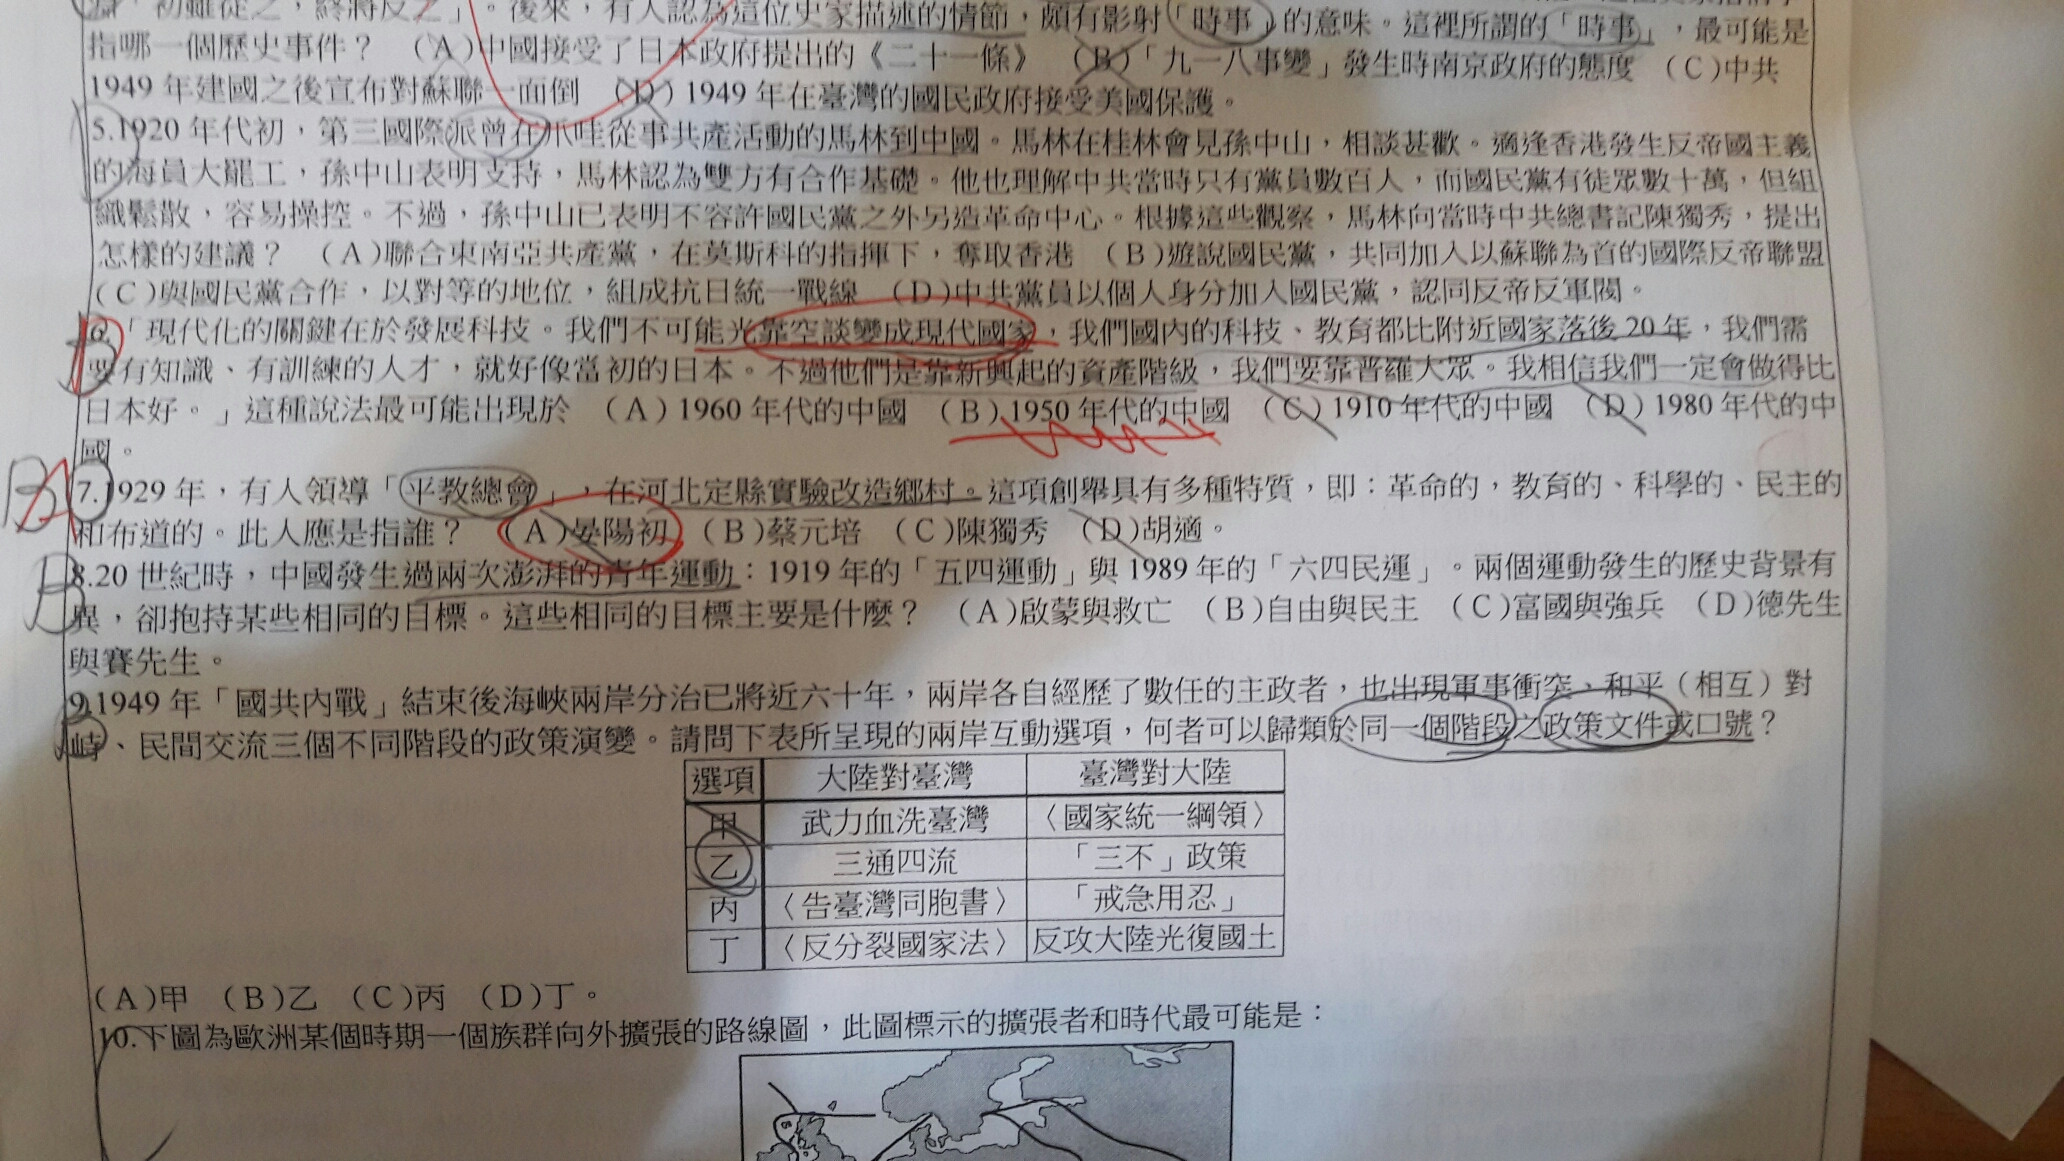 初雖從之，終將反之」。後來，有人認為這位史家描述的情節，頗有影射「時事」的意味。這裡所謂的「時事」，最可能是
指哪一個歷史事件？ (A)中國接受了日本政府提出的《二十一條》 (B)「九一八事變」發生時南京政府的態度 (C)中共
1949年建國之後宣布對蘇聯一面倒 (D)1949年在臺灣的國民政府接受美國保護。
5.1920年代初，第三國際派曾在爪哇從事共產活動的馬林到中國。馬林在桂林會見孫中山，相談甚歡。適逢香港發生反帝國主義
的海員大罷工，孫中山表明支持，馬林認為雙方有合作基礎。他也理解中共當時只有黨員數百人，而國民黨有徒眾數十萬，但組
織鬆散，容易操控。不過，孫中山已表明不容許國民黨之外另造革命中心。根據這些觀察，馬林向當時中共總書記陳獨秀，提出
怎樣的建議？ (A)聯合東南亞共產黨，在莫斯科的指揮下，奪取香港 (B)遊說國民黨，共同加入以蘇聯為首的國際反帝聯盟
(C)與國民黨合作，以對等的地位，組成抗日統一戰線 (D)中共黨員以個人身分加入國民黨，認同反帝反軍閥。
6.「現代化的關鍵在於發展科技。我們不可能光靠空談變成現代國家，我們國內的科技、教育都比附近國家落後20年，我們需
要有知識、有訓練的人才，就好像當初的日本。不過他們是靠新興起的資產階級，我們要靠普羅大眾。我相信我們一定會做得比
日本好。」這種說法最可能出現於 (A)1960年代的中國 (B)1950年代的中國 (C)1910年代的中國 (D)1980年代的中
國。
B
7.1929年，有人領導「平教總會」，在河北定縣實驗改造鄉村。這項創舉具有多種特質，即：革命的，教育的、科學的、民主的
和布道的。此人應是指誰？ (A)晏陽初 (B)蔡元培 (C)陳獨秀 (D)胡適。
B
8.20世紀時，中國發生過兩次澎湃的青年運動：1919年的「五四運動」與1989年的「六四民運」。兩個運動發生的歷史背景有
異，卻抱持某些相同的目標。這些相同的目標主要是什麼？ (A)啟蒙與救亡 (B)自由與民主 (C)富國與強兵 (D)德先生
與賽先生。
9.1949年「國共內戰」結束後海峽兩岸分治已將近六十年，兩岸各自經歷了數任的主政者，也出現軍事衝突、和平（相互）對
峙、民間交流三個不同階段的政策演變。請問下表所呈現的兩岸互動選項，何者可以歸類於同一個階段之政策文件或口號？
選項 大陸對臺灣 臺灣對大陸
甲 武力血洗臺灣 〈國家統一綱領〉
乙 三通四流 「三不」政策
丙 〈告臺灣同胞書〉 「戒急用忍」
丁 〈反分裂國家法〉 反攻大陸光復國土
(A)甲 (B)乙 (C)丙 (D)丁。
10.下圖為歐洲某個時期一個族群向外擴張的路線圖，此圖標示的擴張者和時代最可能是：